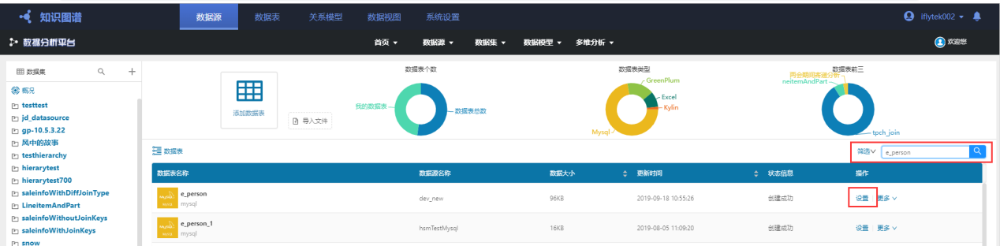 知识图谱 数据源 数据表 关系模型 数据视图 系统设置 iflytek002
数据分析平台 首页 数据源 数据集 数据模型 多维分析 欢迎您
数据集
概况
testtest
jd_datasource
gp-10.5.3.22
风中的故事
testhierarchy
hierarytest
hierarytest700
saleinfoWithDiffJoinType
LineitemAndPart
saleinfoWithoutJoinKeys
saleinfoWithJoinKeys
snow
添加数据表
导入文件
数据表个数
我的数据表
数据表总数
数据表类型
GreenPlum
Excel
Kylin
Mysql
数据表前三
两会期间寄递分析
neitemAndPart
tpch_join
数据表 筛选 e_person
数据表名称 数据源名称 数据大小 更新时间 状态信息 操作
e_person
mysql dev_new 96KB 2019-09-18 10:55:26 创建成功 设置 更多
e_person_1
mysql hsmTestMysql 16KB 2019-08-05 11:09:20 创建成功 设置 更多